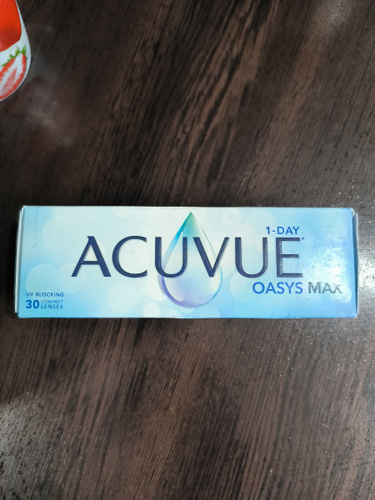 1-DAY
ACUVUE®
OASYS MAX
UV BLOCKING
30 CONTACT
LENSES